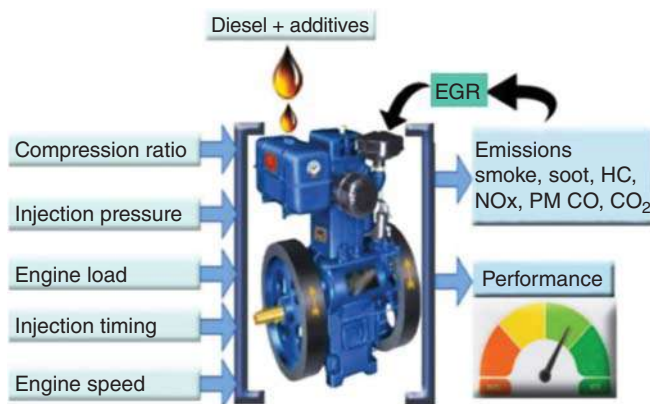 Diesel + additives
EGR
Compression ratio
Injection pressure
Engine load
Injection timing
Engine speed
Emissions
smoke, soot, HC,
NOx, PM CO, CO₂
Performance